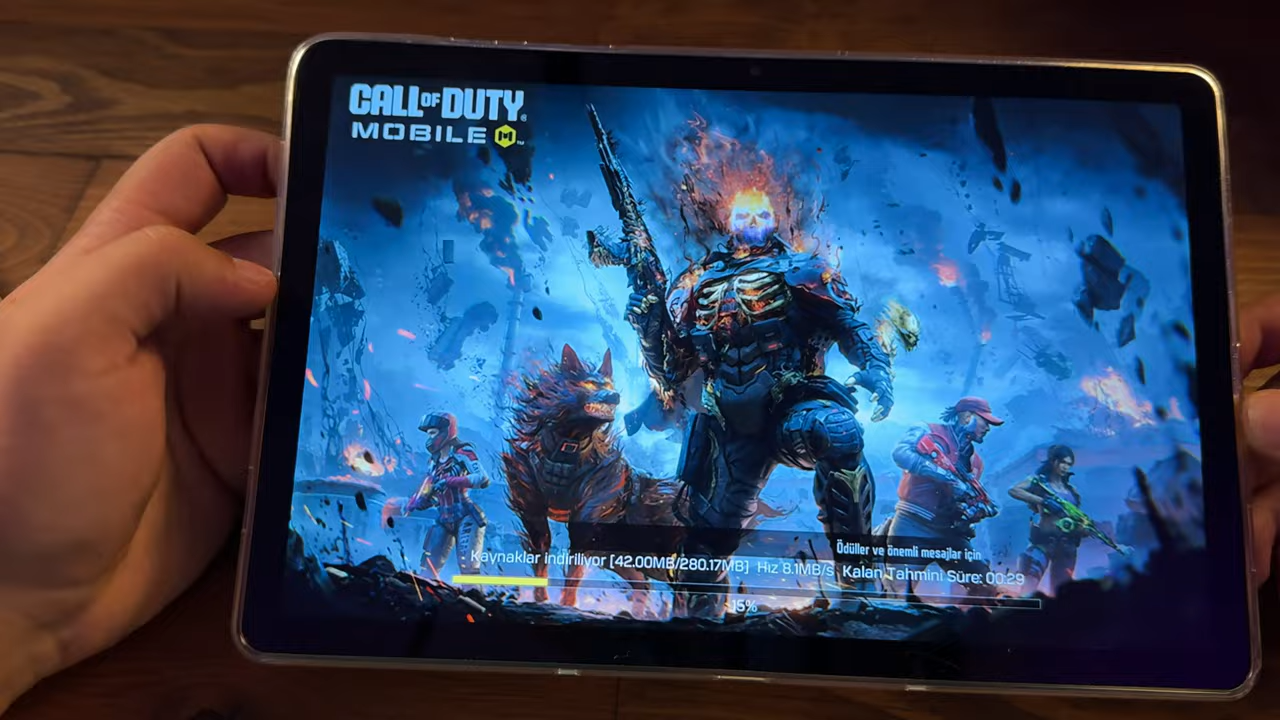 CALL OF DUTY®
MOBILE M™
Ödüller ve önemli mesajlar için
Kaynaklar indiriliyor [42.00MB/280.17MB] Hız 8.1MB/s, Kalan Tahmini Süre: 00:29
15%